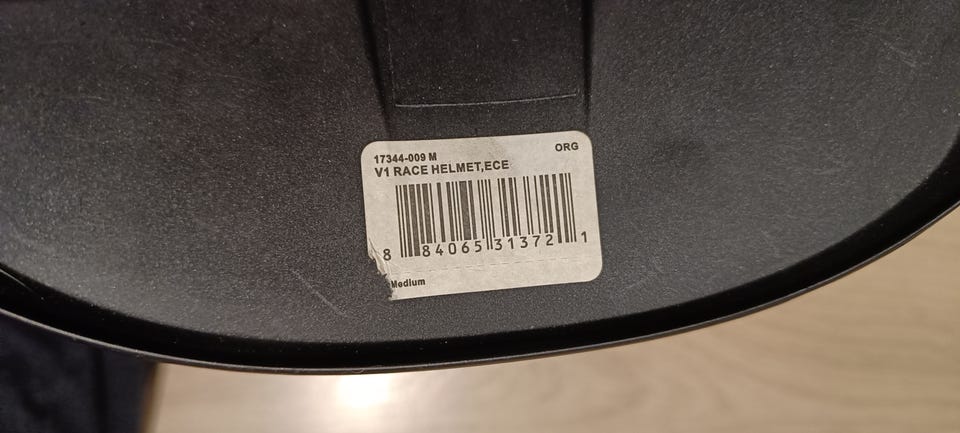 17344-009 M ORG
V1 RACE HELMET,ECE
8 84065 31372 1
Medium